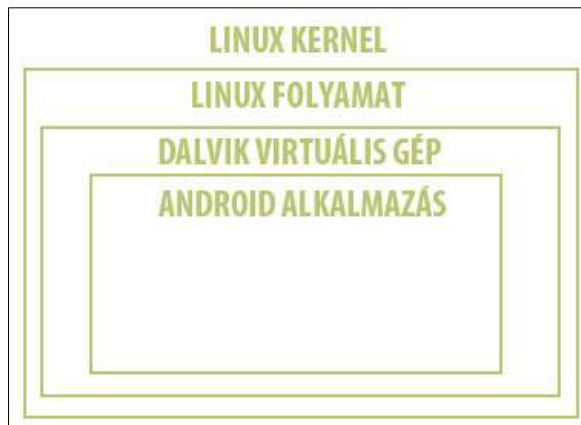 LINUX KERNEL
LINUX FOLYAMAT
DALVIK VIRTUÁLIS GÉP
ANDROID ALKALMAZÁS